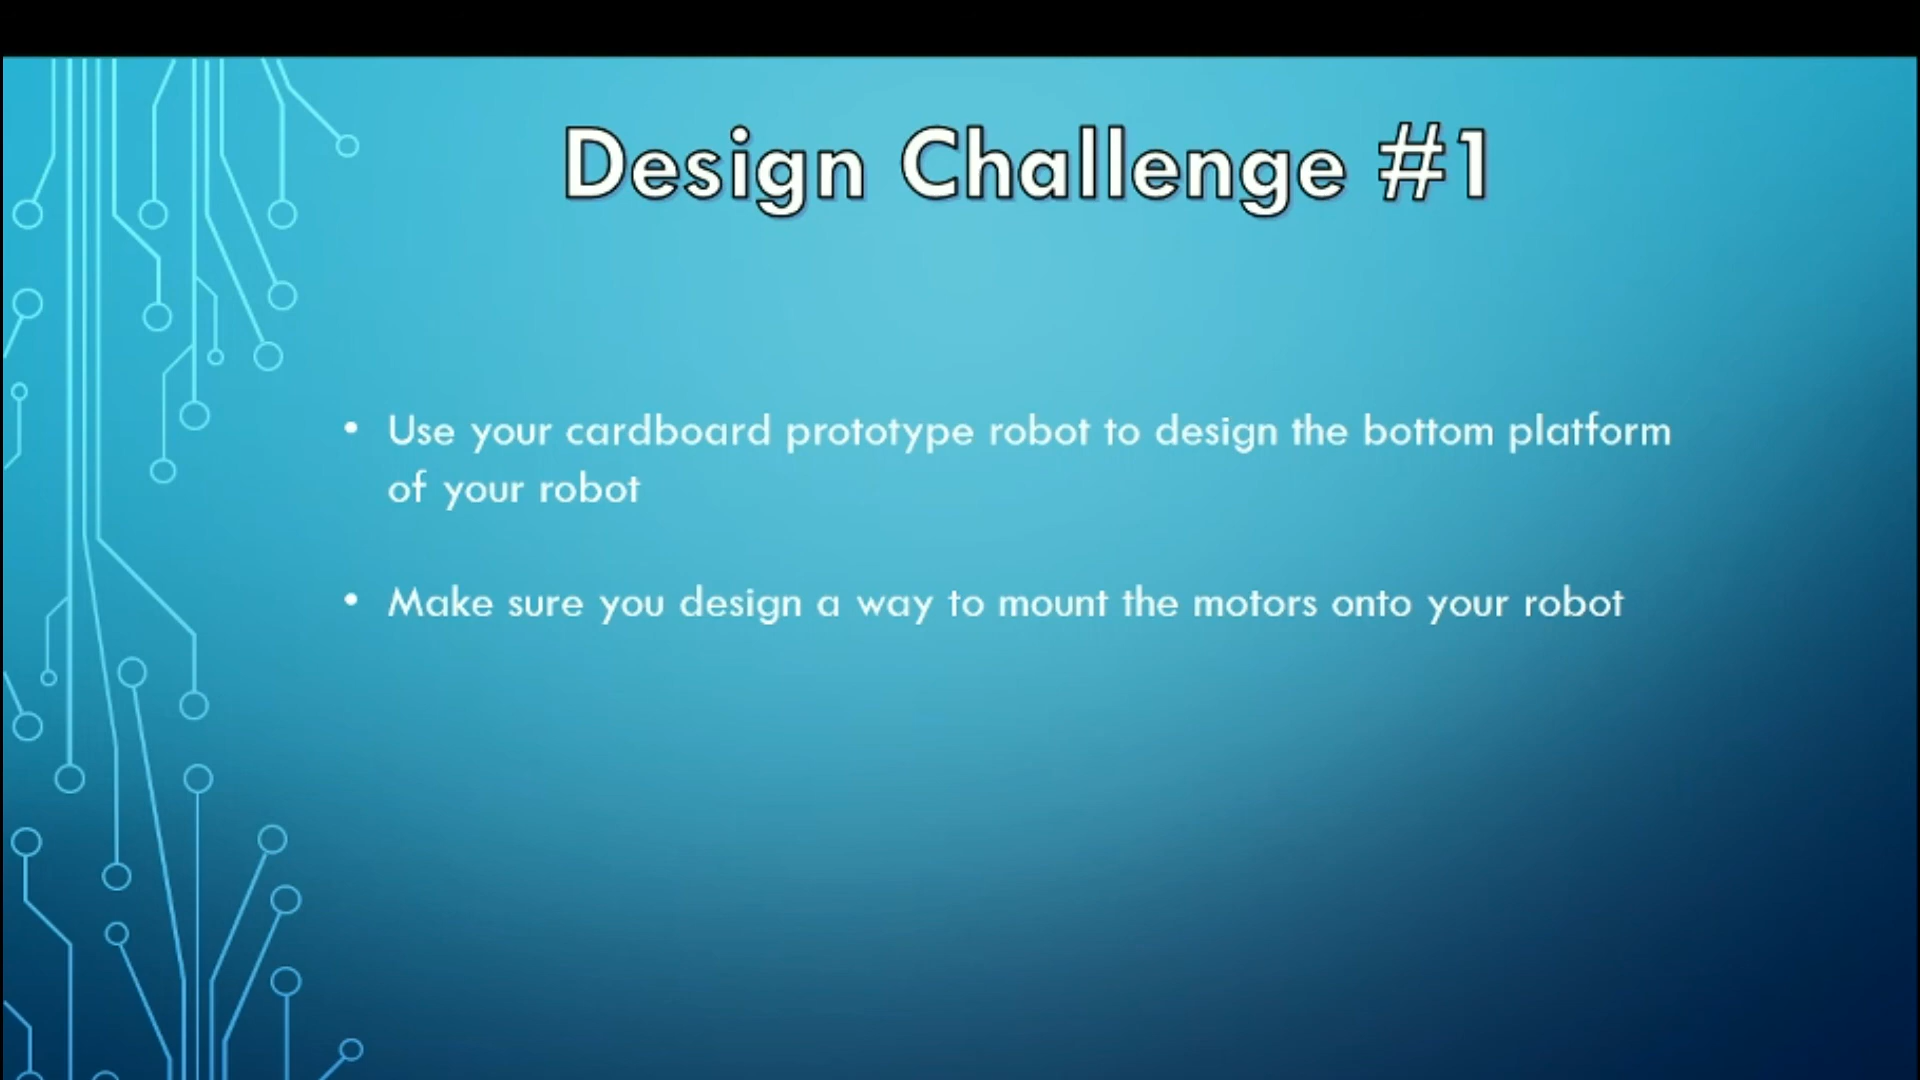 Design Challenge #1
• Use your cardboard prototype robot to design the bottom platform
of your robot
• Make sure you design a way to mount the motors onto your robot